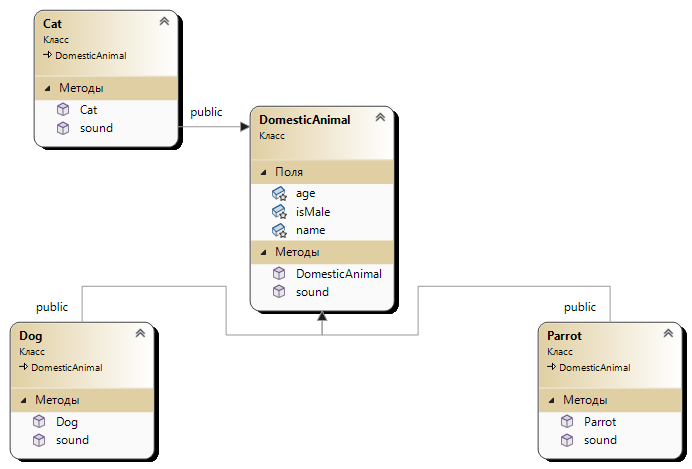 Cat
Класс
DomesticAnimal
Методы
Cat
sound
public
DomesticAnimal
Класс
Поля
age
isMale
name
Методы
DomesticAnimal
sound
public
Dog
Класс
DomesticAnimal
Методы
Dog
sound
public
Parrot
Класс
DomesticAnimal
Методы
Parrot
sound